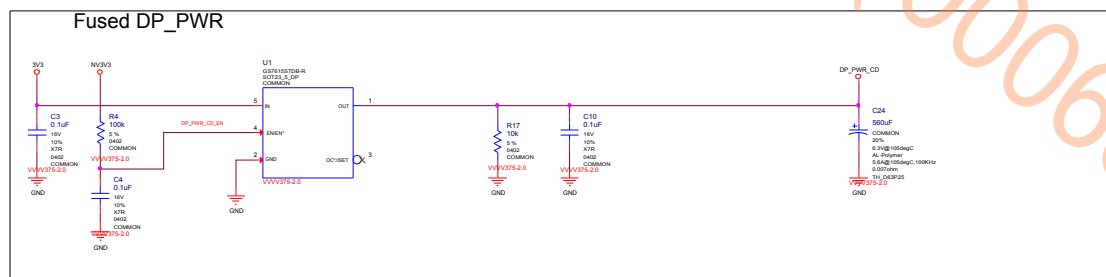 Fused DP_PWR
3V3
NV3V3
U1
GS7615STDB-R
SOT23_5_DP
COMMON
DP_PWR_CD
5
IN
OUT
1
C3
0.1uF
16V
10%
X7R
0402
COMMON
VVVV375-2.0
GND
R4
100k
5 %
0402
COMMON
VVVV375-2.0
DP_PWR_CD_EN
4
EN/EN*
2
GND
OC*/ISET
3
VVVV375-2.0
GND
C4
0.1uF
16V
10%
X7R
0402
COMMON
VVVV375-2.0
GND
R17
10k
5 %
0402
COMMON
VVVV375-2.0
GND
C10
0.1uF
16V
10%
X7R
0402
COMMON
VVVV375-2.0
GND
C24
560uF
COMMON
20%
6.3V@105degC
AL-Polymer
5.6A@105degC,100KHz
0.007ohm
TH_D63P25
VVVV375-2.0
GND